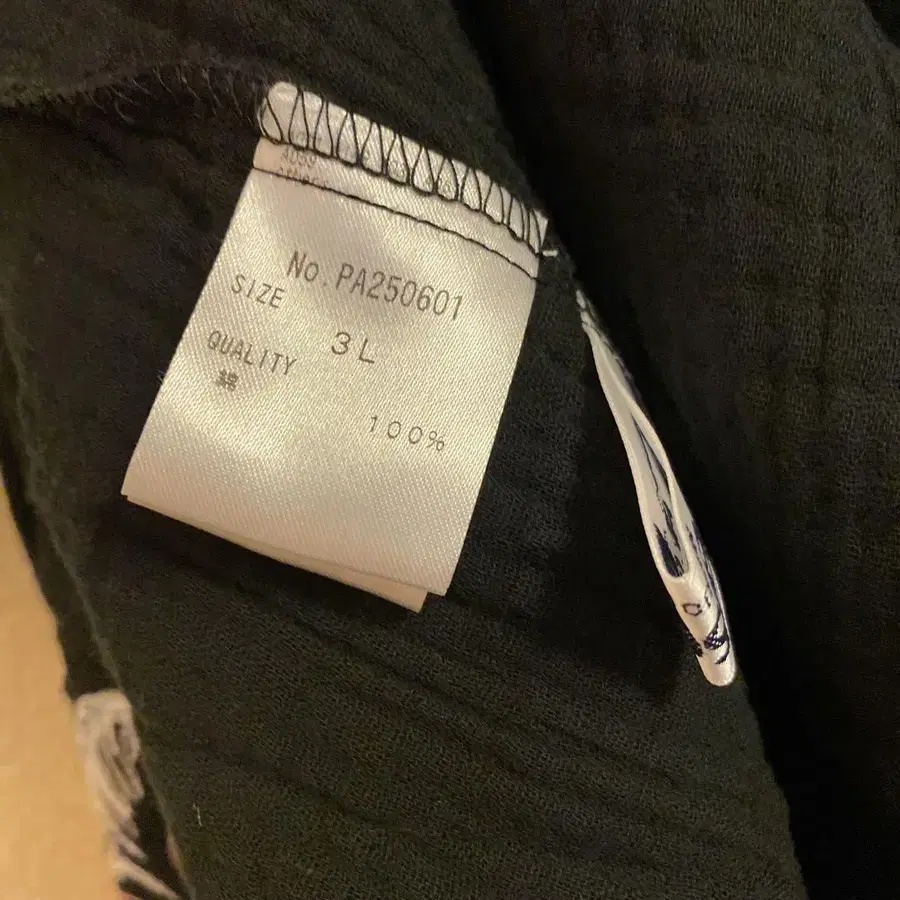 No.PA250601
SIZE
3L
QUALITY
綿
100%